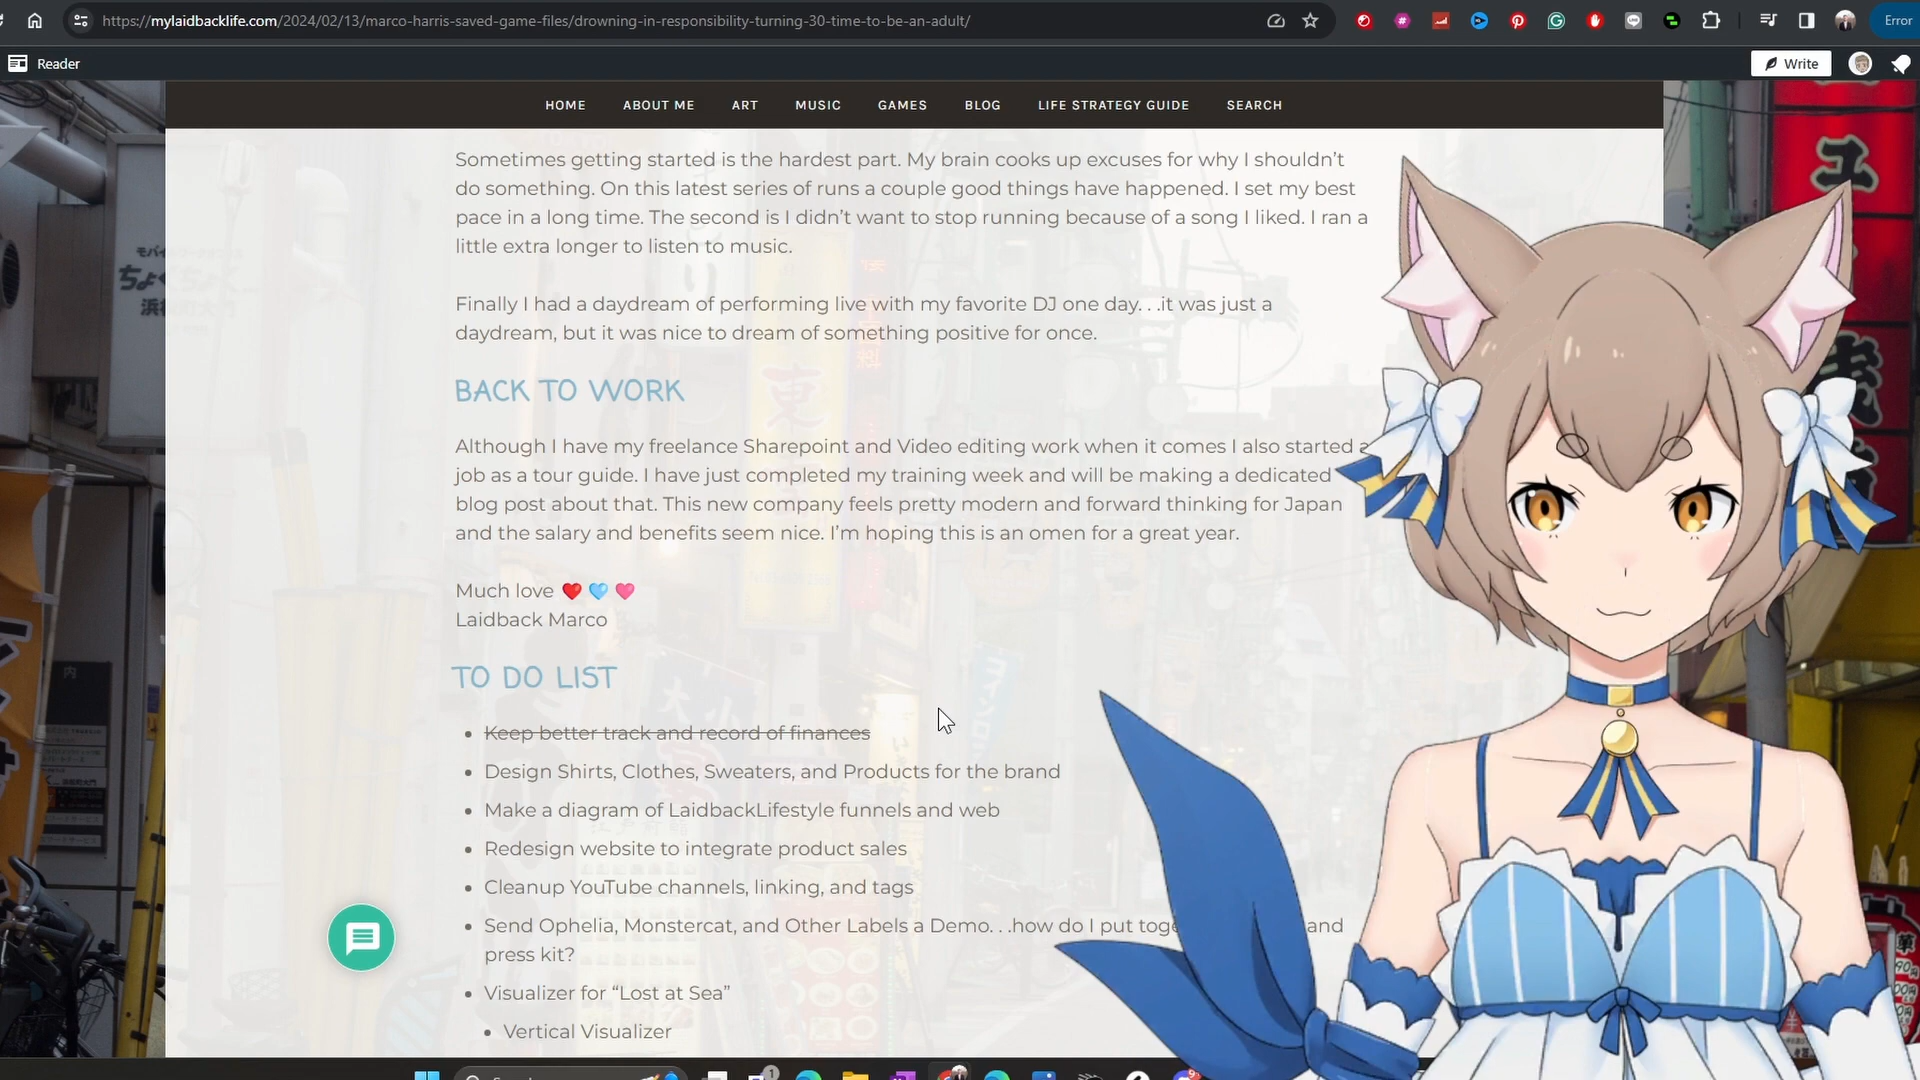 https://mylaidbacklife.com/2024/02/13/marco-harris-saved-game-files/drowning-in-responsibility-turning-30-time-to-be-an-adult/
Error
Reader
Write
HOME ABOUT ME ART MUSIC GAMES BLOG LIFE STRATEGY GUIDE SEARCH
Sometimes getting started is the hardest part. My brain cooks up excuses for why I shouldn’t
do something. On this latest series of runs a couple good things have happened. I set my best
pace in a long time. The second is I didn’t want to stop running because of a song I liked. I ran a
little extra longer to listen to music.
Finally I had a daydream of performing live with my favorite DJ one day. . .it was just a
daydream, but it was nice to dream of something positive for once.
BACK TO WORK
Although I have my freelance Sharepoint and Video editing work when it comes I also started a
job as a tour guide. I have just completed my training week and will be making a dedicated
blog post about that. This new company feels pretty modern and forward thinking for Japan
and the salary and benefits seem nice. I’m hoping this is an omen for a great year.
Much love ❤️ 🩵 🩷
Laidback Marco
TO DO LIST
Keep better track and record of finances
Design Shirts, Clothes, Sweaters, and Products for the brand
Make a diagram of LaidbackLifestyle funnels and web
Redesign website to integrate product sales
Cleanup YouTube channels, linking, and tags
Send Ophelia, Monstercat, and Other Labels a Demo. . .how do I put toge and
press kit?
Visualizer for “Lost at Sea”
Vertical Visualizer